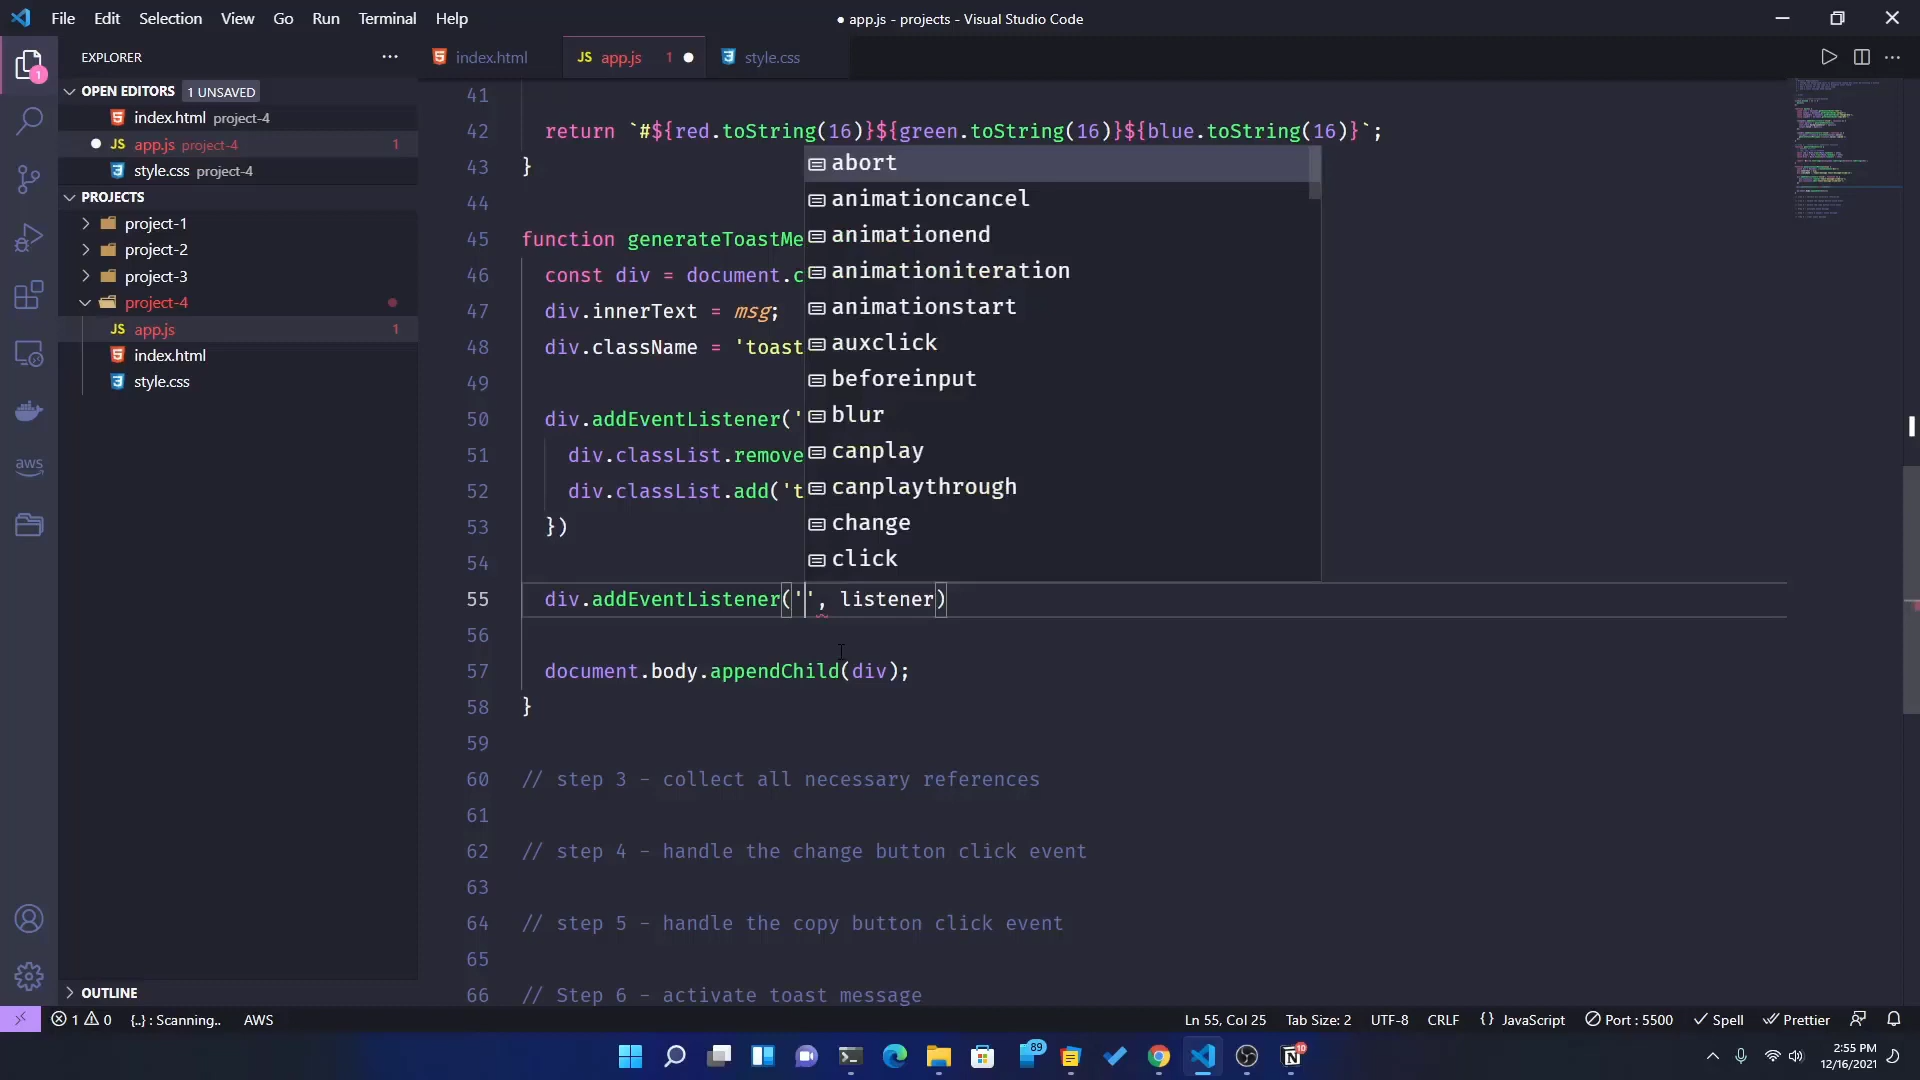 File Edit Selection View Go Run Terminal Help
● app.js - projects - Visual Studio Code
EXPLORER
index.html
JS app.js 1
style.css
OPEN EDITORS 1 UNSAVED
index.html project-4
JS app.js project-4 1
style.css project-4
PROJECTS
project-1
project-2
project-3
project-4
JS app.js 1
index.html
style.css
OUTLINE
1
aws
41
42 return `#${red.toString(16)}${green.toString(16)}${blue.toString(16)}`;
43 }
44
45 function generateToastMe
46 const div = document.c
47 div.innerText = msg;
48 div.className = 'toast
49
50 div.addEventListener('
51 div.classList.remove
52 div.classList.add('t
53 })
54
55 div.addEventListener('', listener)
56
57 document.body.appendChild(div);
58 }
59
60 // step 3 - collect all necessary references
61
62 // step 4 - handle the change button click event
63
64 // step 5 - handle the copy button click event
65
66 // Step 6 - activate toast message
abort
animationcancel
animationend
animationiteration
animationstart
auxclick
beforeinput
blur
canplay
canplaythrough
change
click
1 0 {..} : Scanning.. AWS
Ln 55, Col 25 Tab Size: 2 UTF-8 CRLF {} JavaScript Port : 5500 Spell Prettier
89
10
2:55 PM
12/16/2021